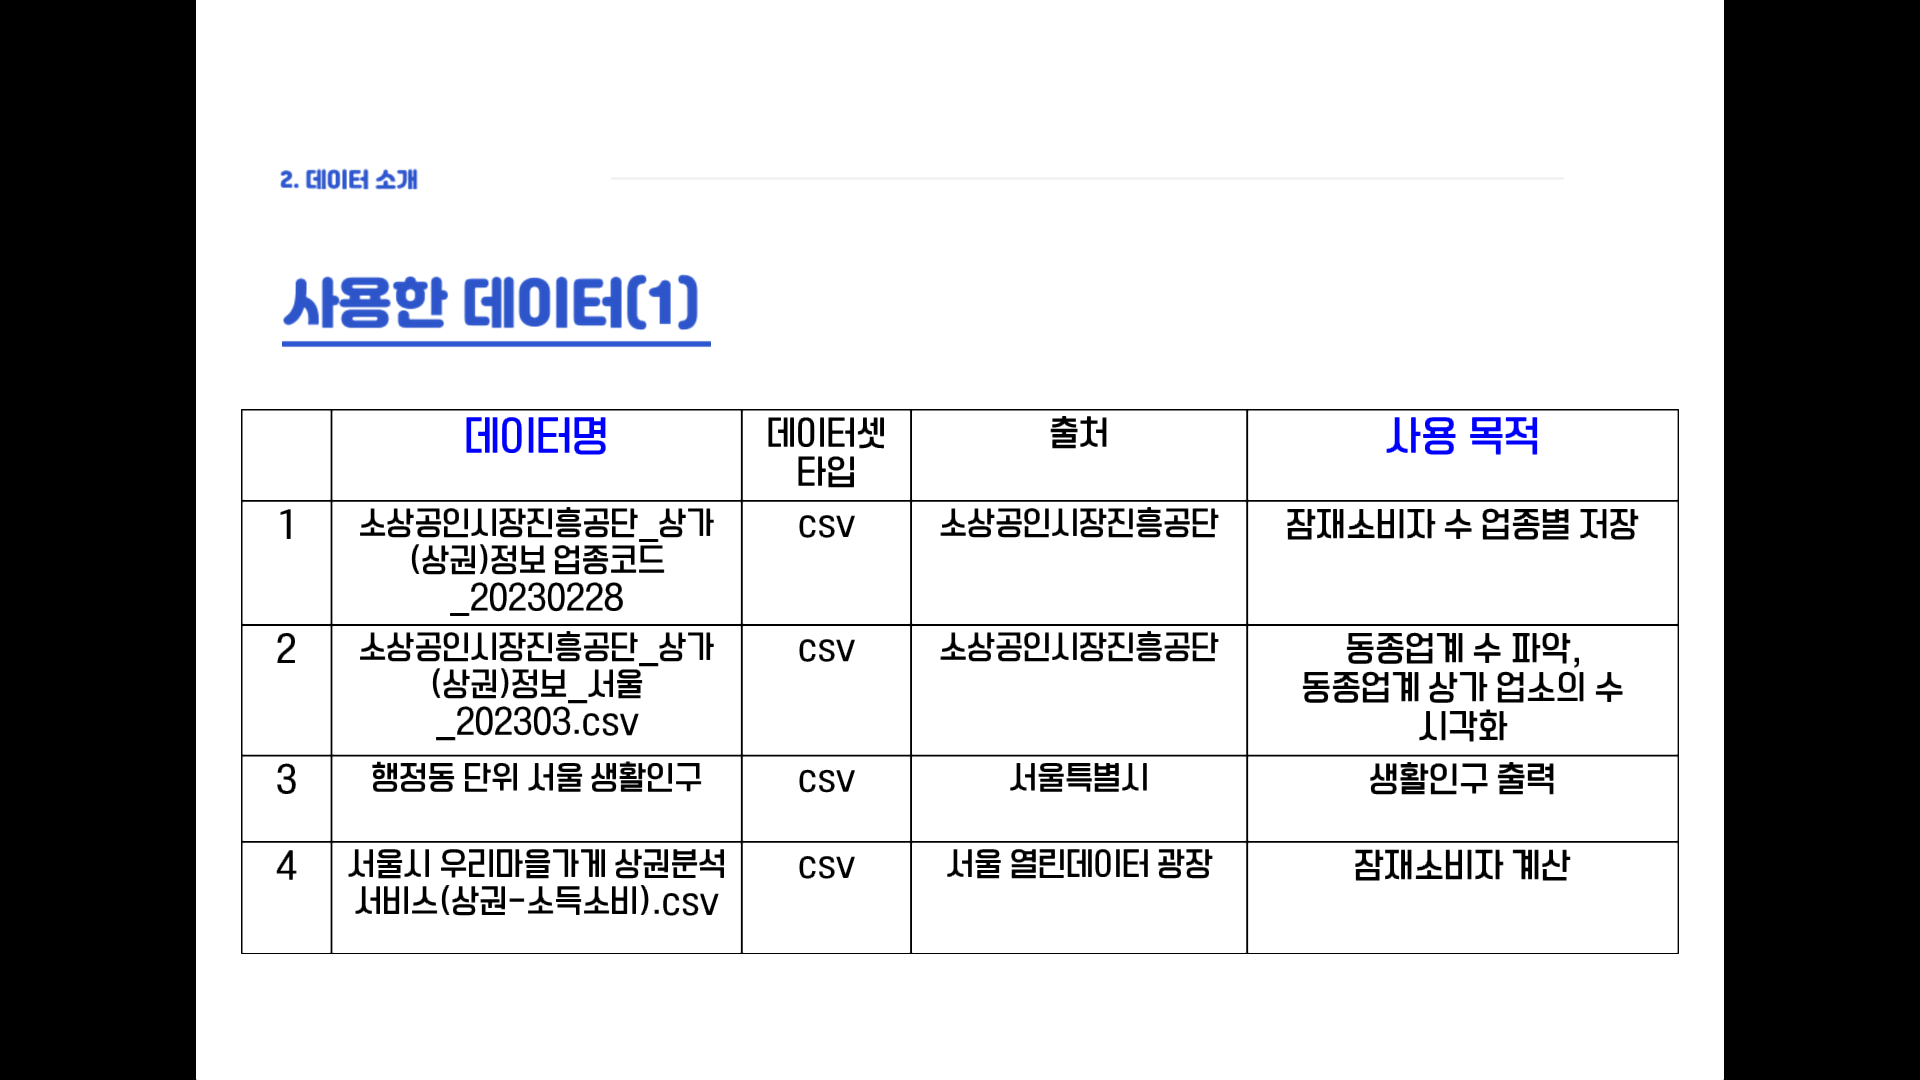 2. 데이터 소개
사용한 데이터(1)
데이터명
데이터셋
타입
출처
사용 목적
1
소상공인시장진흥공단_상가
(상권)정보 업종코드
_20230228
csv
소상공인시장진흥공단
잠재소비자 수 업종별 저장
2
소상공인시장진흥공단_상가
(상권)정보_서울
_202303.csv
csv
소상공인시장진흥공단
동종업계 수 파악,
동종업계 상가 업소의 수
시각화
3
행정동 단위 서울 생활인구
csv
서울특별시
생활인구 출력
4
서울시 우리마을가게 상권분석
서비스(상권-소득소비).csv
csv
서울 열린데이터 광장
잠재소비자 계산